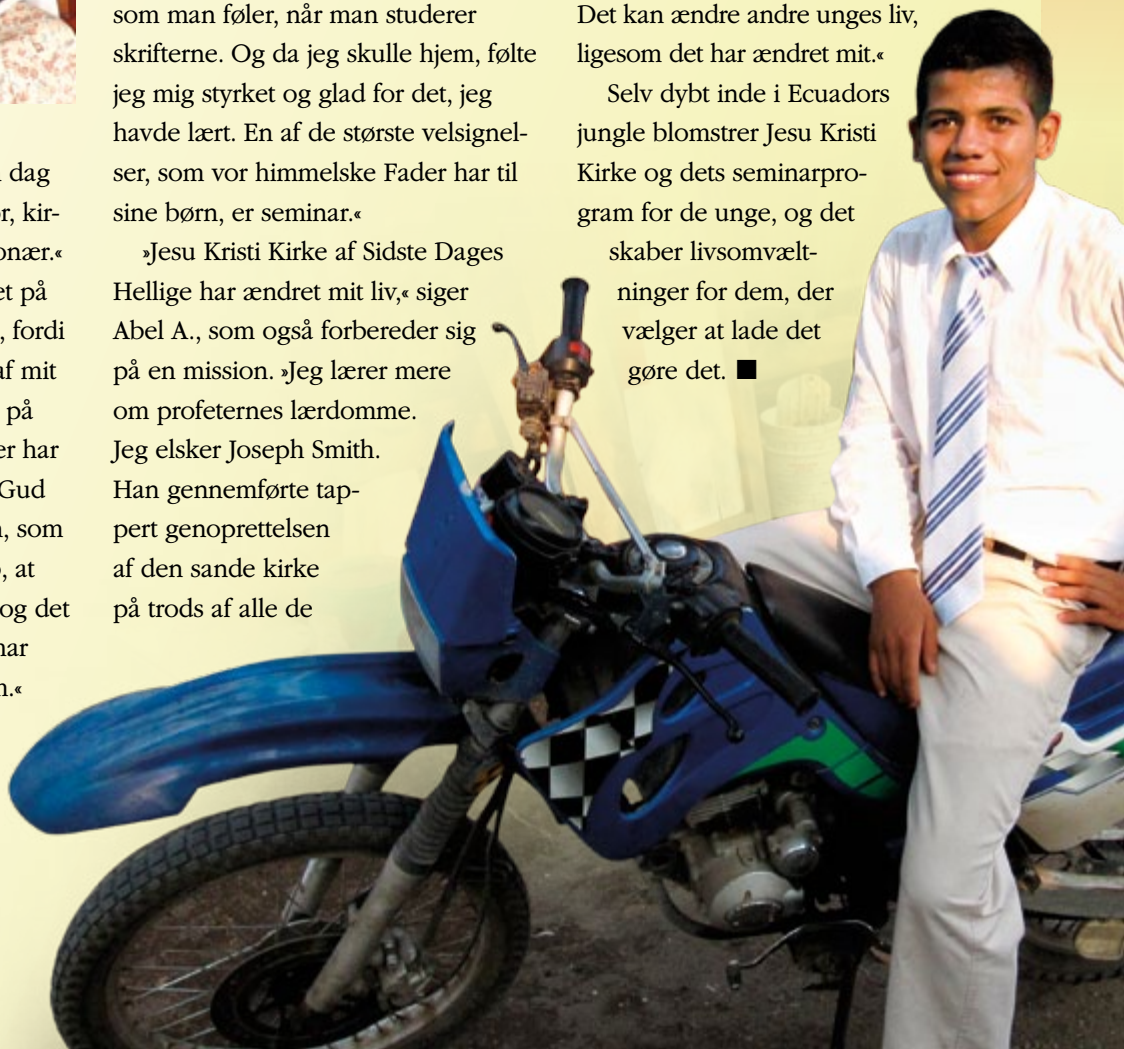 dag
r, kir-
onær.«
et på
, fordi
af mit
på
er har
Gud
n, som
, at
og det
nar
n.«
som man føler, når man studerer
skrifterne. Og da jeg skulle hjem, følte
jeg mig styrket og glad for det, jeg
havde lært. En af de største velsignel-
ser, som vor himmelske Fader har til
sine børn, er seminar.«
»Jesu Kristi Kirke af Sidste Dages
Hellige har ændret mit liv,« siger
Abel A., som også forbereder sig
på en mission. »Jeg lærer mere
om profeternes lærdomme.
Jeg elsker Joseph Smith.
Han gennemførte tap-
pert genoprettelsen
af den sande kirke
på trods af alle de
Det kan ændre andre unges liv,
ligesom det har ændret mit.«
Selv dybt inde i Ecuadors
jungle blomstrer Jesu Kristi
Kirke og dets seminarpro-
gram for de unge, og det
skaber livsomvælt-
ninger for dem, der
vælger at lade det
gøre det. ■